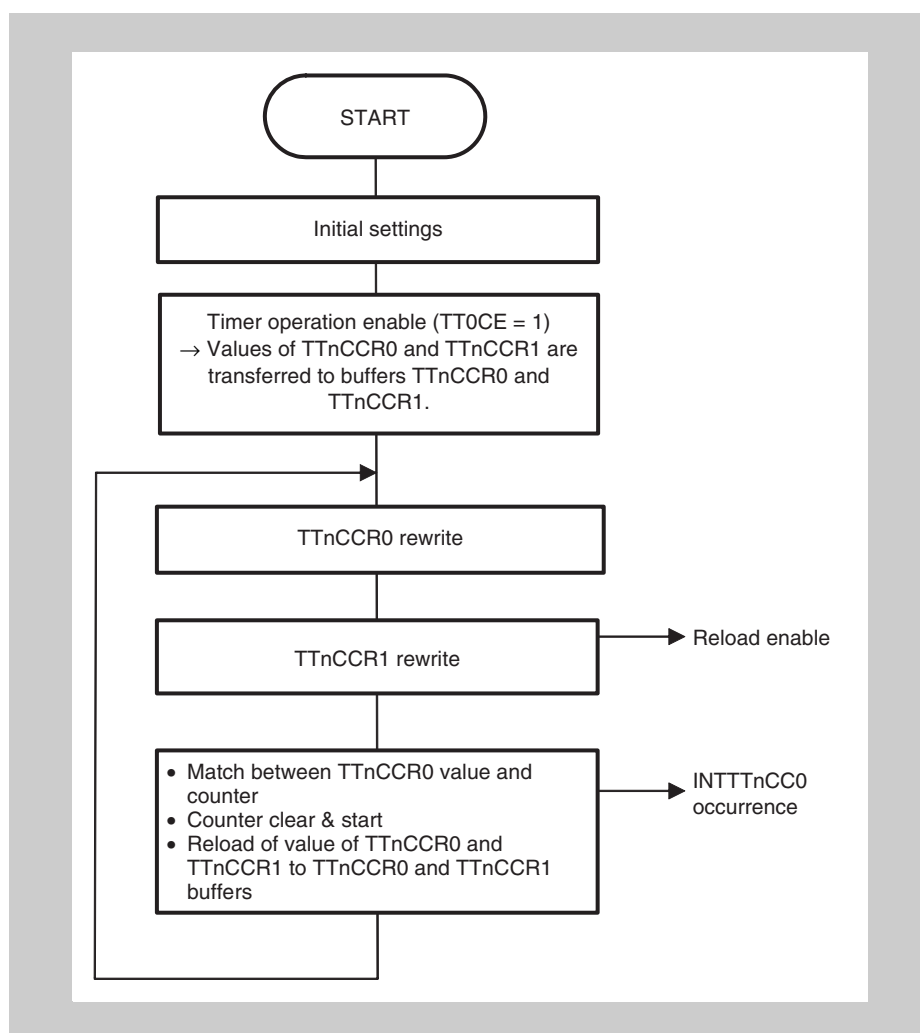 START
Initial settings
Timer operation enable (TT0CE = 1)
→ Values of TTnCCR0 and TTnCCR1 are
transferred to buffers TTnCCR0 and
TTnCCR1.
TTnCCR0 rewrite
TTnCCR1 rewrite
Reload enable
• Match between TTnCCR0 value and
counter
• Counter clear & start
• Reload of value of TTnCCR0 and
TTnCCR1 to TTnCCR0 and TTnCCR1
buffers
INTTTnCC0
occurrence